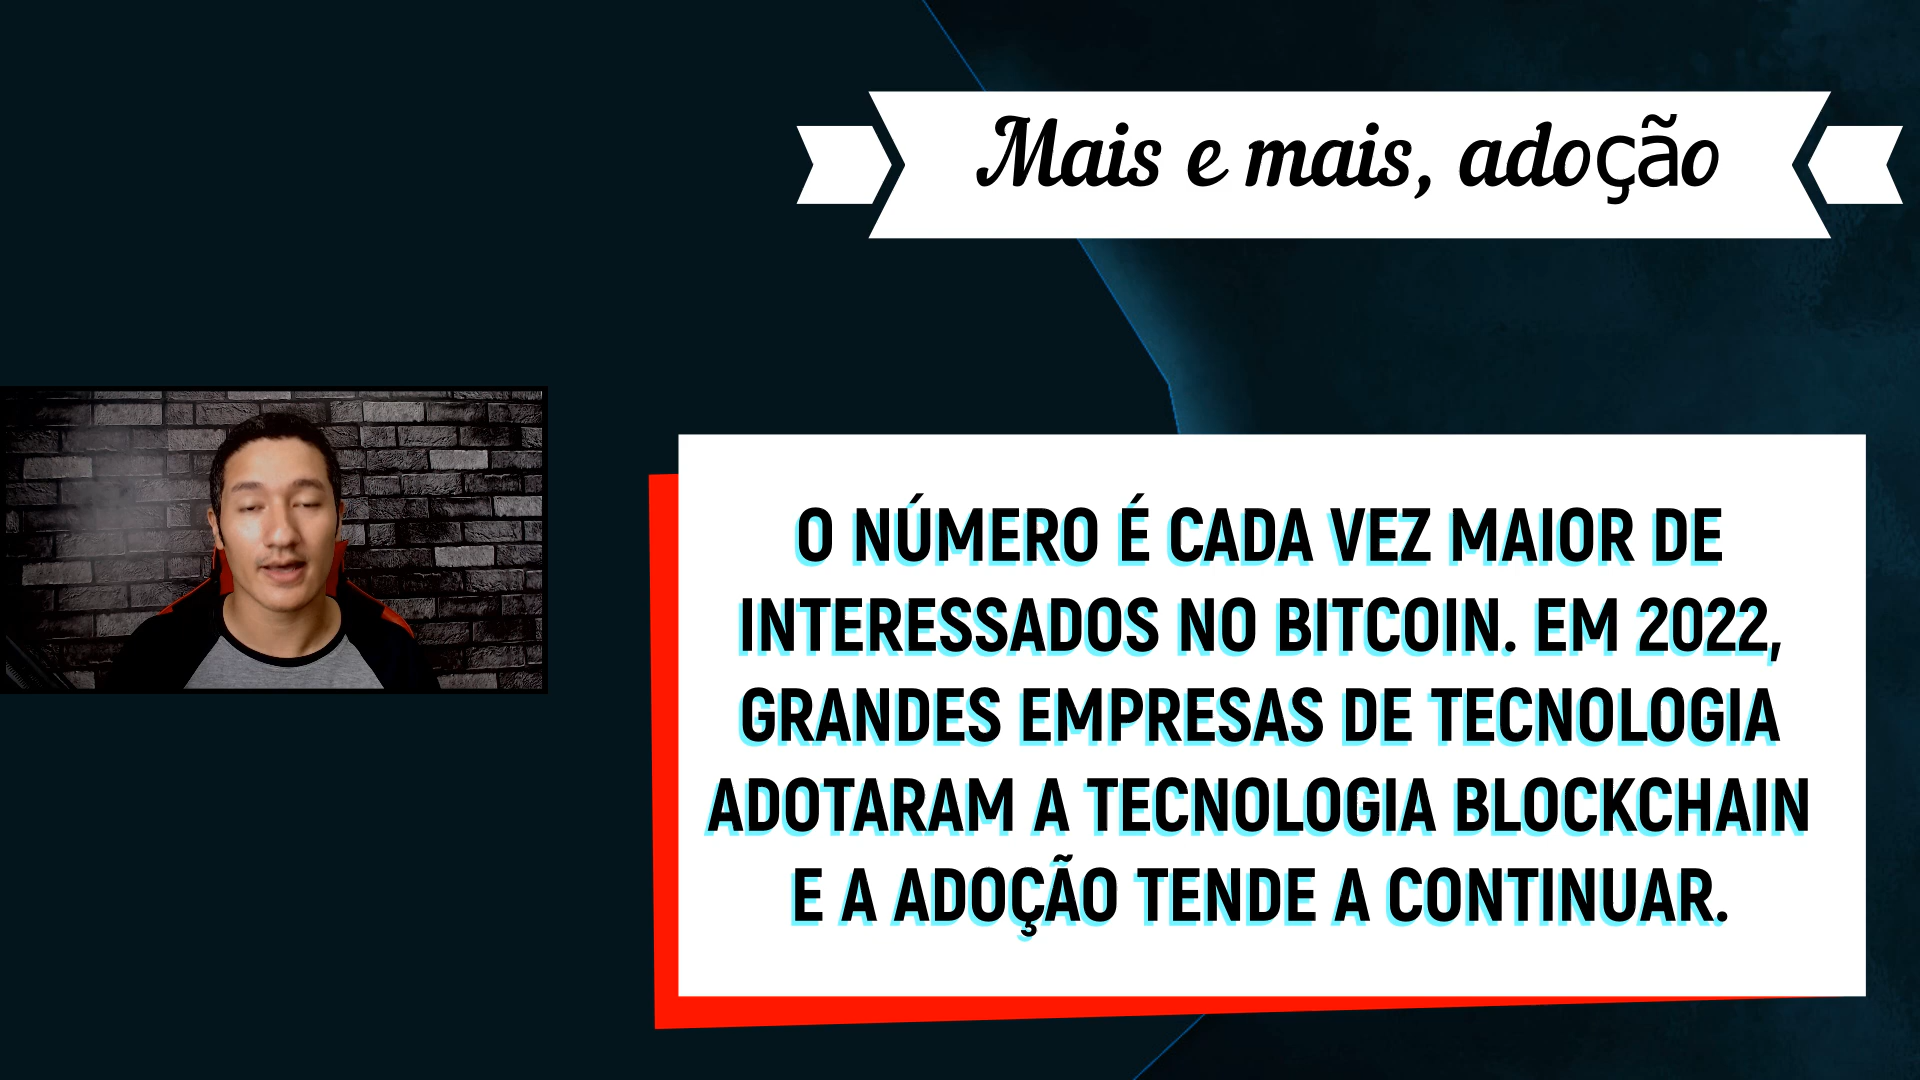 Mais e mais, adoção
O NÚMERO É CADA VEZ MAIOR DE
INTERESSADOS NO BITCOIN. EM 2022,
GRANDES EMPRESAS DE TECNOLOGIA
ADOTARAM A TECNOLOGIA BLOCKCHAIN
E A ADOÇÃO TENDE A CONTINUAR.